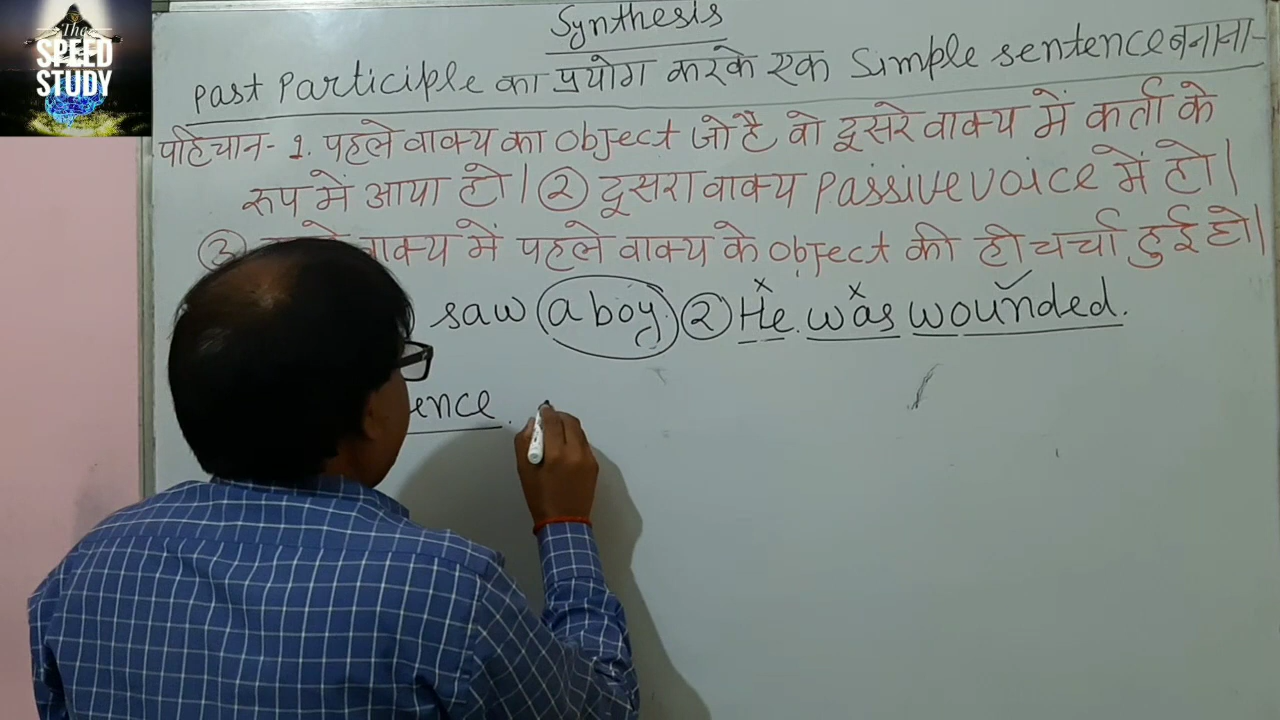 The
SPEED
STUDY
Synthesis
Past Participle का प्रयोग करके एक Simple sentence बनाना-
पहिचान- 1. पहले वाक्य का object जो है वो दूसरे वाक्य में कर्ता के
रूप में आया हो। ② दूसरा वाक्य Passive voice में हो।
③ वाक्य में पहले वाक्य के object की ही चर्चा हुई हो।
saw a boy. ② He was wounded.
ence.